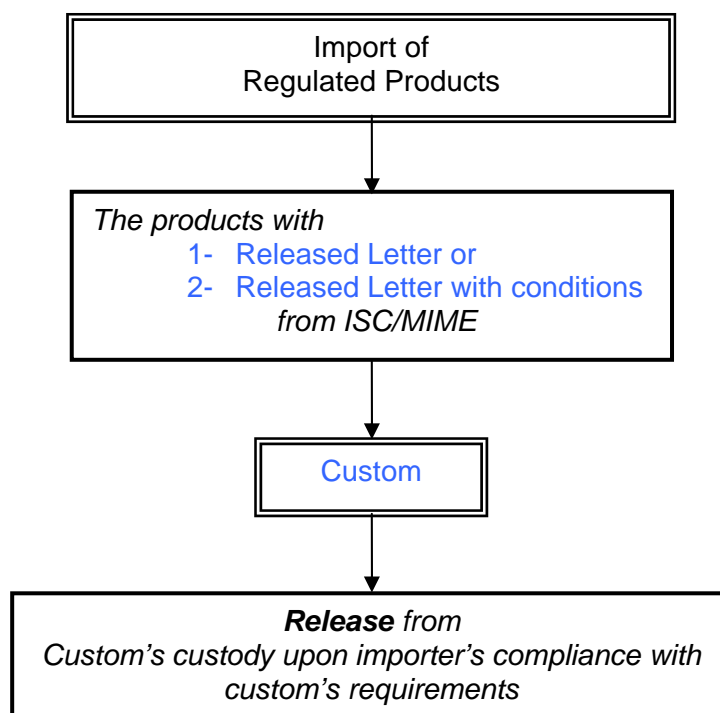 Import of
Regulated Products
The products with
1- Released Letter or
2- Released Letter with conditions
from ISC/MIME
Custom
Release from
Custom's custody upon importer's compliance with
custom's requirements